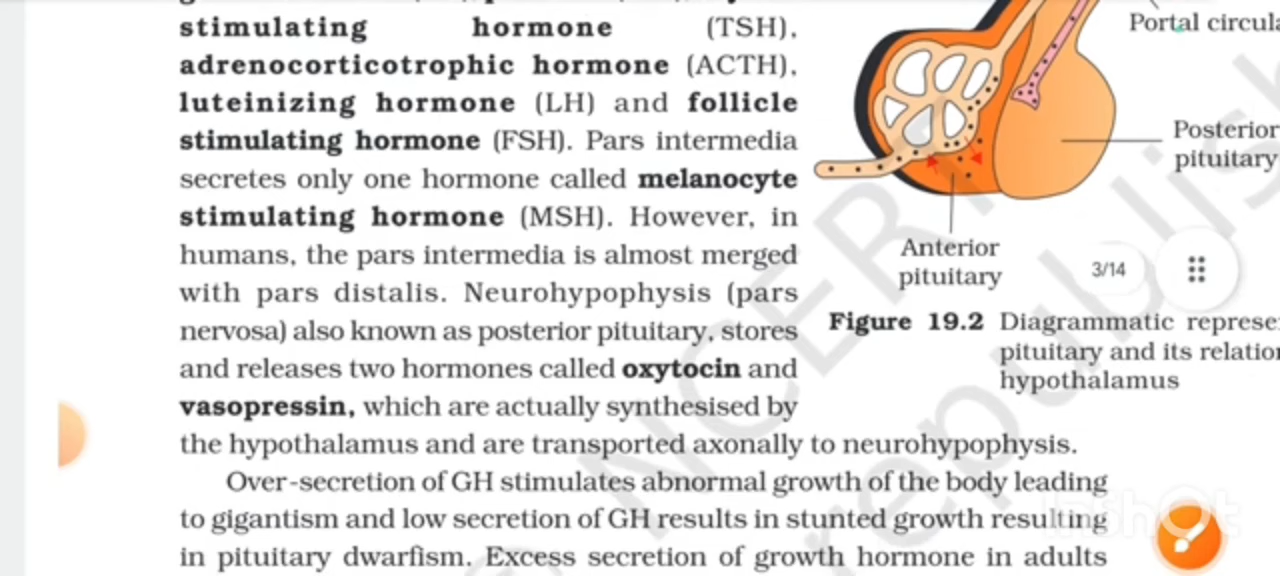 stimulating hormone (TSH),
adrenocorticotrophic hormone (ACTH),
luteinizing hormone (LH) and follicle
stimulating hormone (FSH). Pars intermedia
secretes only one hormone called melanocyte
stimulating hormone (MSH). However, in
humans, the pars intermedia is almost merged
with pars distalis. Neurohypophysis (pars
nervosa) also known as posterior pituitary, stores
and releases two hormones called oxytocin and
vasopressin, which are actually synthesised by
the hypothalamus and are transported axonally to neurohypophysis.
Over-secretion of GH stimulates abnormal growth of the body leading
to gigantism and low secretion of GH results in stunted growth resulting
in pituitary dwarfism. Excess secretion of growth hormone in adults
Portal circula
Posterior
pituitary
Anterior
pituitary
3/14
Figure 19.2 Diagrammatic represe
pituitary and its relatio
hypothalamus
NCERT
republish
InShOt